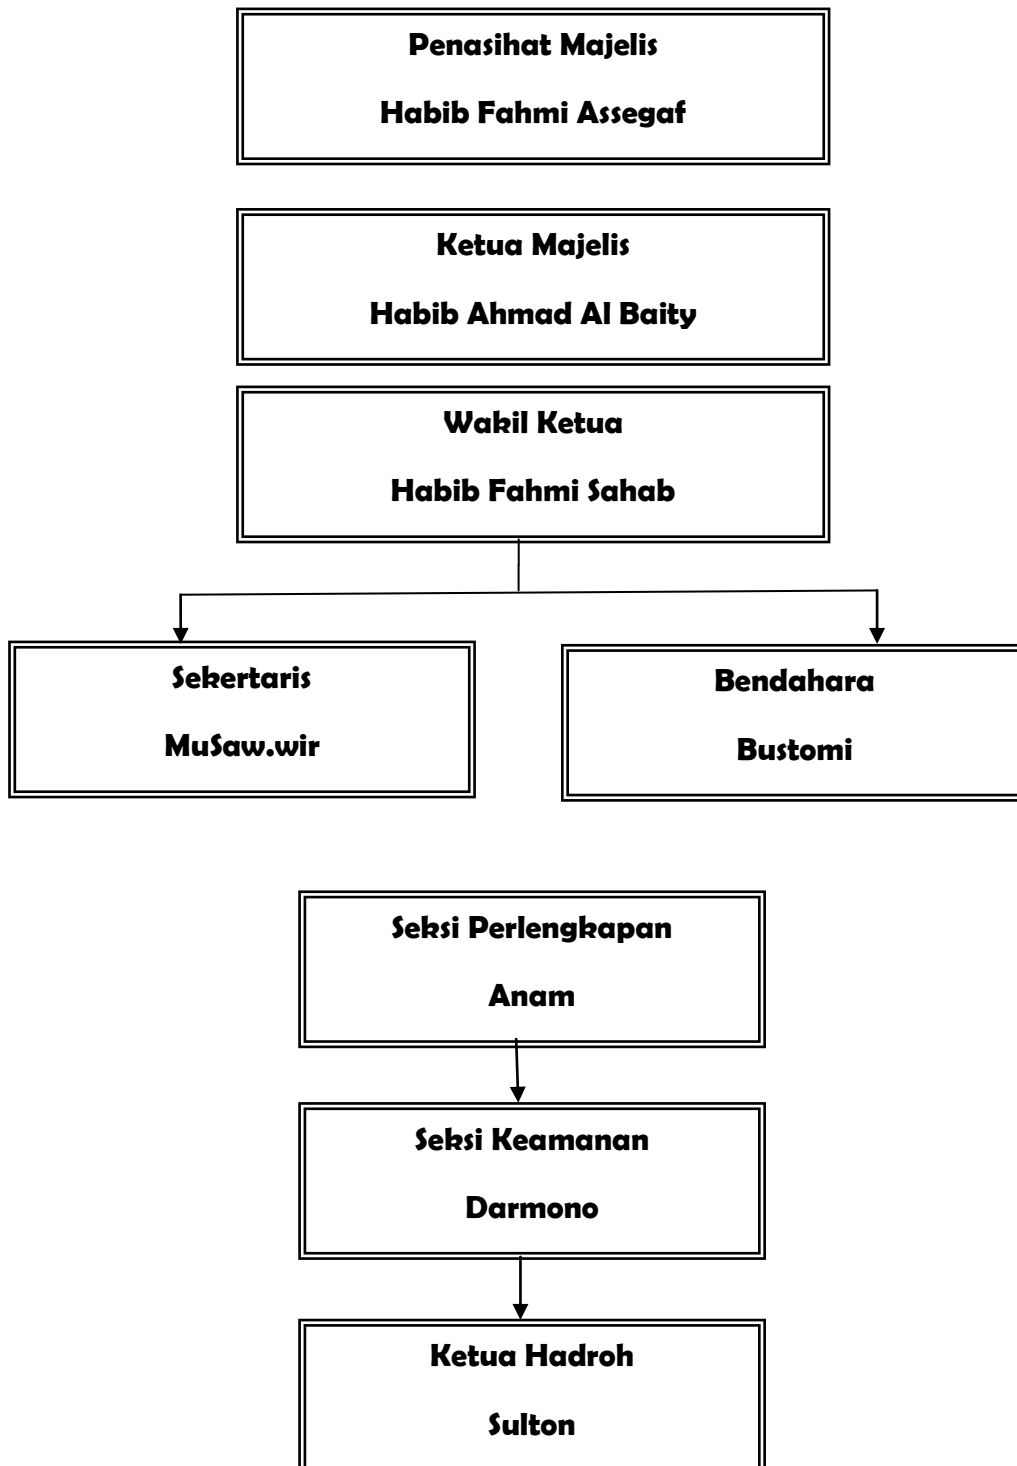 Penasihat Majelis
Habib Fahmi Assegaf
Ketua Majelis
Habib Ahmad Al Baity
Wakil Ketua
Habib Fahmi Sahab
Sekertaris
MuSaw.wir
Bendahara
Bustomi
Seksi Perlengkapan
Anam
Seksi Keamanan
Darmono
Ketua Hadroh
Sulton